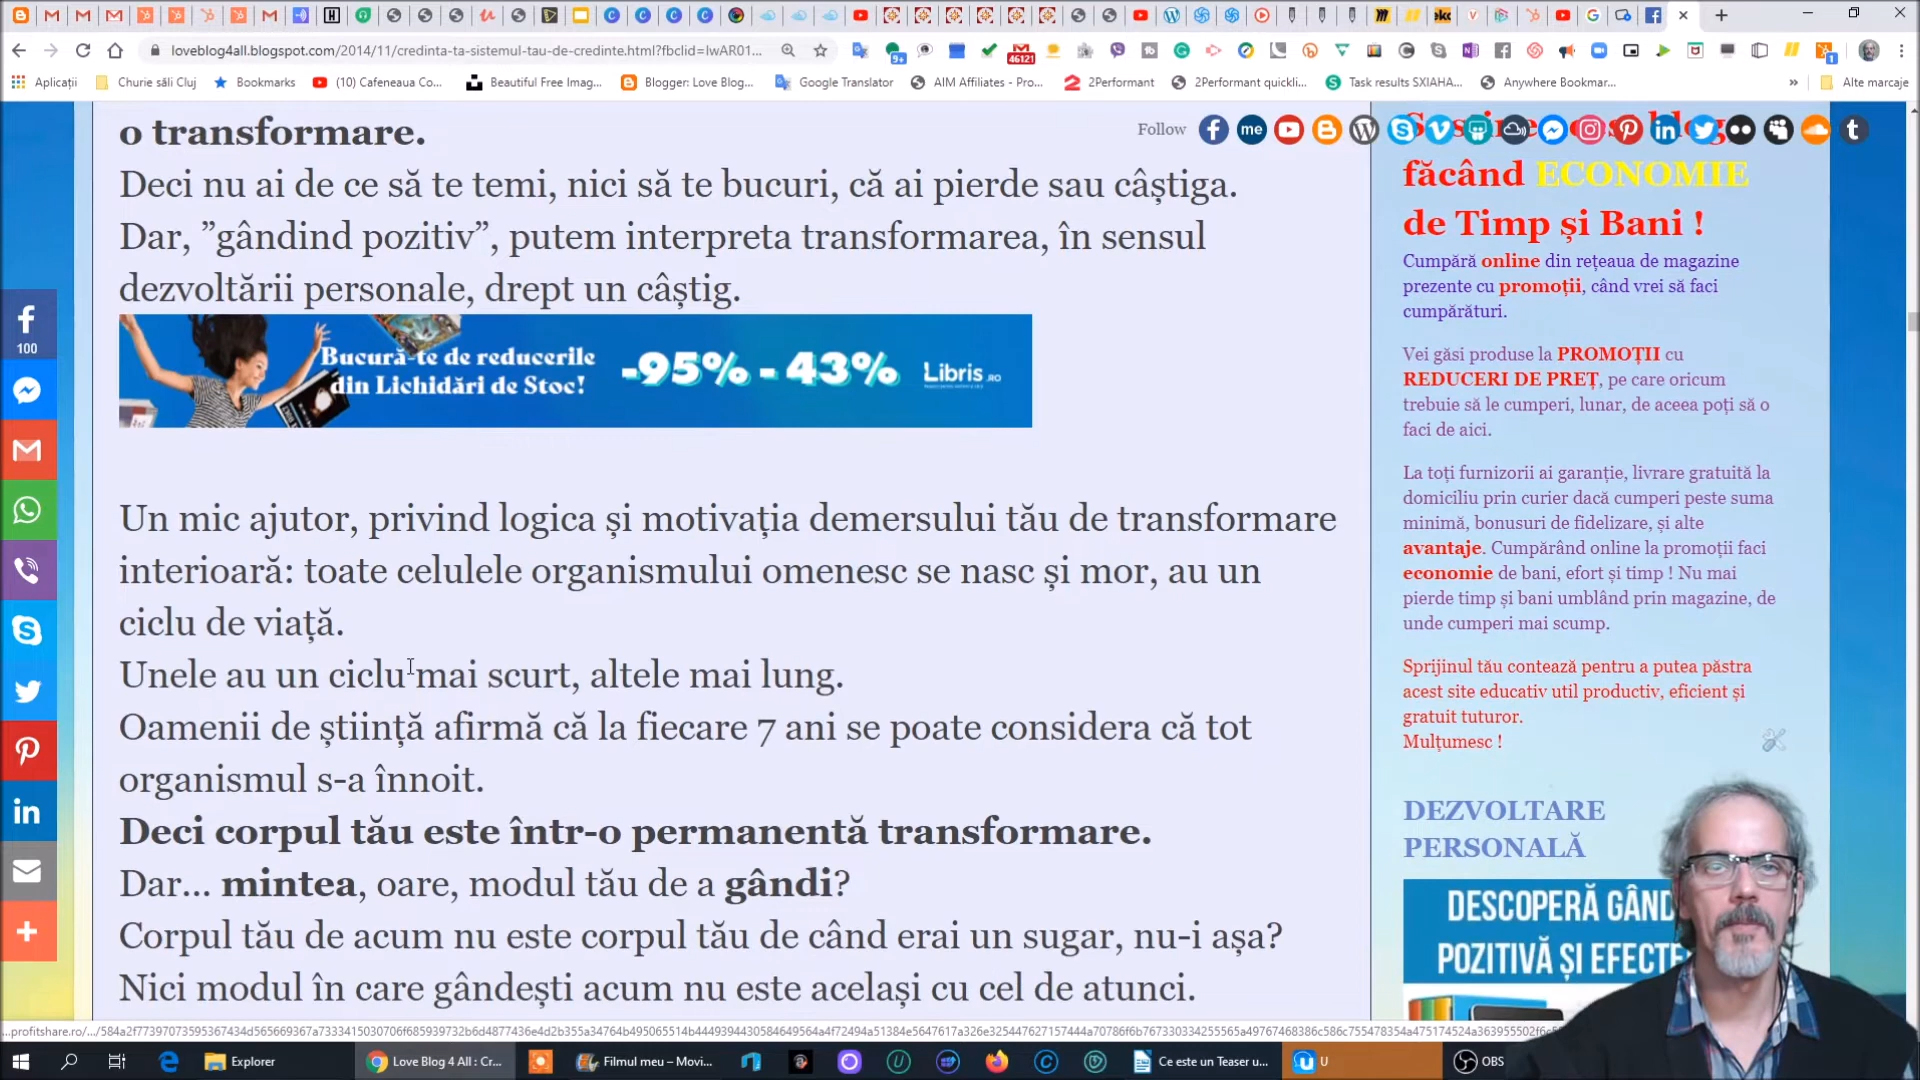 loveblog4all.blogspot.com/2014/11/credinta-ta-sistemul-tau-de-credinte.html?fbclid=IwAR01...
46121
9+
1
Aplicații
Churie săli Cluj
Bookmarks
(10) Cafeneaua Co...
Beautiful Free Imag...
Blogger: Love Blog...
Google Translator
AIM Affiliates - Pro...
2Performant
2Performant quickli...
Task results SXIAHA...
Anywhere Bookmar...
»
Alte marcaje
o transformare.
Deci nu ai de ce să te temi, nici să te bucuri, că ai pierde sau câștiga.
Dar, ”gândind pozitiv”, putem interpreta transformarea, în sensul
dezvoltării personale, drept un câștig.
Bucură-te de reducerile
din Lichidări de Stoc!
-95% - 43%
Libris.RO
Un mic ajutor, privind logica și motivația demersului tău de transformare
interioară: toate celulele organismului omenesc se nasc și mor, au un
ciclu de viață.
Unele au un ciclu mai scurt, altele mai lung.
Oamenii de știință afirmă că la fiecare 7 ani se poate considera că tot
organismul s-a înnoit.
Deci corpul tău este într-o permanentă transformare.
Dar... mintea, oare, modul tău de a gândi?
Corpul tău de acum nu este corpul tău de când erai un sugar, nu-i așa?
Nici modul în care gândești acum nu este același cu cel de atunci.
100
Follow
me
făcând ECONOMIE
de Timp și Bani !
Cumpără online din rețeaua de magazine
prezente cu promoții, când vrei să faci
cumpărături.
Vei găsi produse la PROMOȚII cu
REDUCERI DE PREȚ, pe care oricum
trebuie să le cumperi, lunar, de aceea poți să o
faci de aici.
La toți furnizorii ai garanție, livrare gratuită la
domiciliu prin curier dacă cumperi peste suma
minimă, bonusuri de fidelizare, și alte
avantaje. Cumpărând online la promoții faci
economie de bani, efort și timp ! Nu mai
pierde timp și bani umblând prin magazine, de
unde cumperi mai scump.
Sprijinul tău contează pentru a putea păstra
acest site educativ util productiv, eficient și
gratuit tuturor.
Mulțumesc !
DEZVOLTARE
PERSONALĂ
DESCOPERĂ GÂND
POZITIVĂ ȘI EFECTE
Explorer
Love Blog 4 All : Cr...
Filmul meu – Movi...
Ce este un Teaser u...
U
OBS